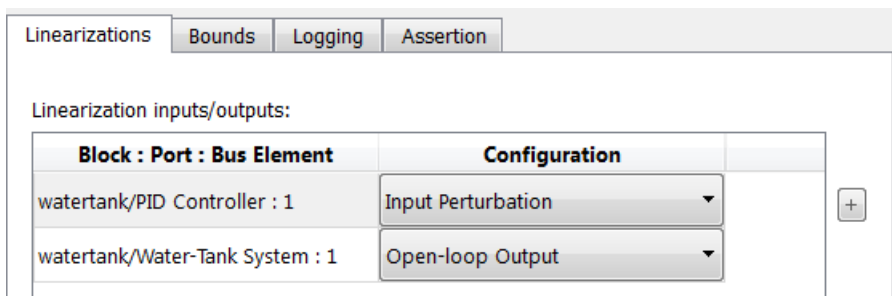 Linearizations Bounds Logging Assertion
Linearization inputs/outputs:
Block : Port : Bus Element Configuration
watertank/PID Controller : 1 Input Perturbation +
watertank/Water-Tank System : 1 Open-loop Output